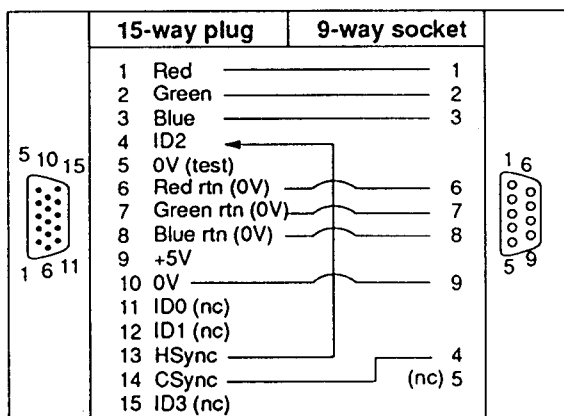 15-way plug 9-way socket
1 Red 1
2 Green 2
3 Blue 3
4 ID2
5 0V (test)
6 Red rtn (0V) 6
7 Green rtn (0V) 7
8 Blue rtn (0V) 8
9 +5V
10 0V 9
11 ID0 (nc)
12 ID1 (nc)
13 HSync 4
14 CSync (nc) 5
15 ID3 (nc)
5 10 15
1 6 11
1 6
5 9